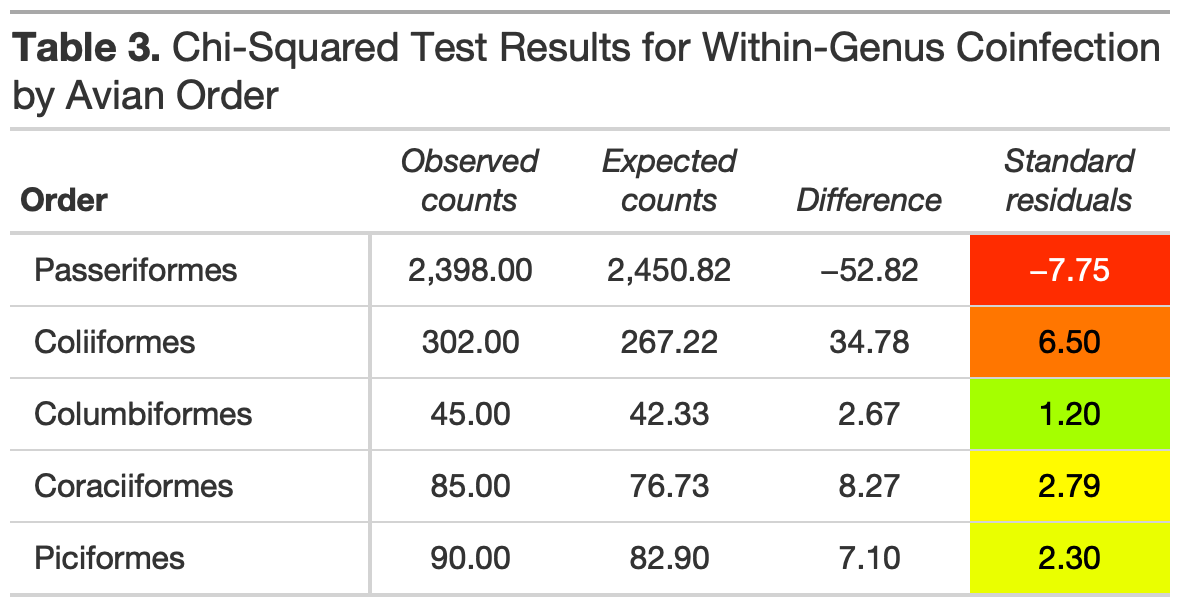 Table 3. Chi-Squared Test Results for Within-Genus Coinfection
by Avian Order
Order Observed counts Expected counts Difference Standard residuals
Passeriformes 2,398.00 2,450.82 −52.82 −7.75
Coliiformes 302.00 267.22 34.78 6.50
Columbiformes 45.00 42.33 2.67 1.20
Coraciiformes 85.00 76.73 8.27 2.79
Piciformes 90.00 82.90 7.10 2.30